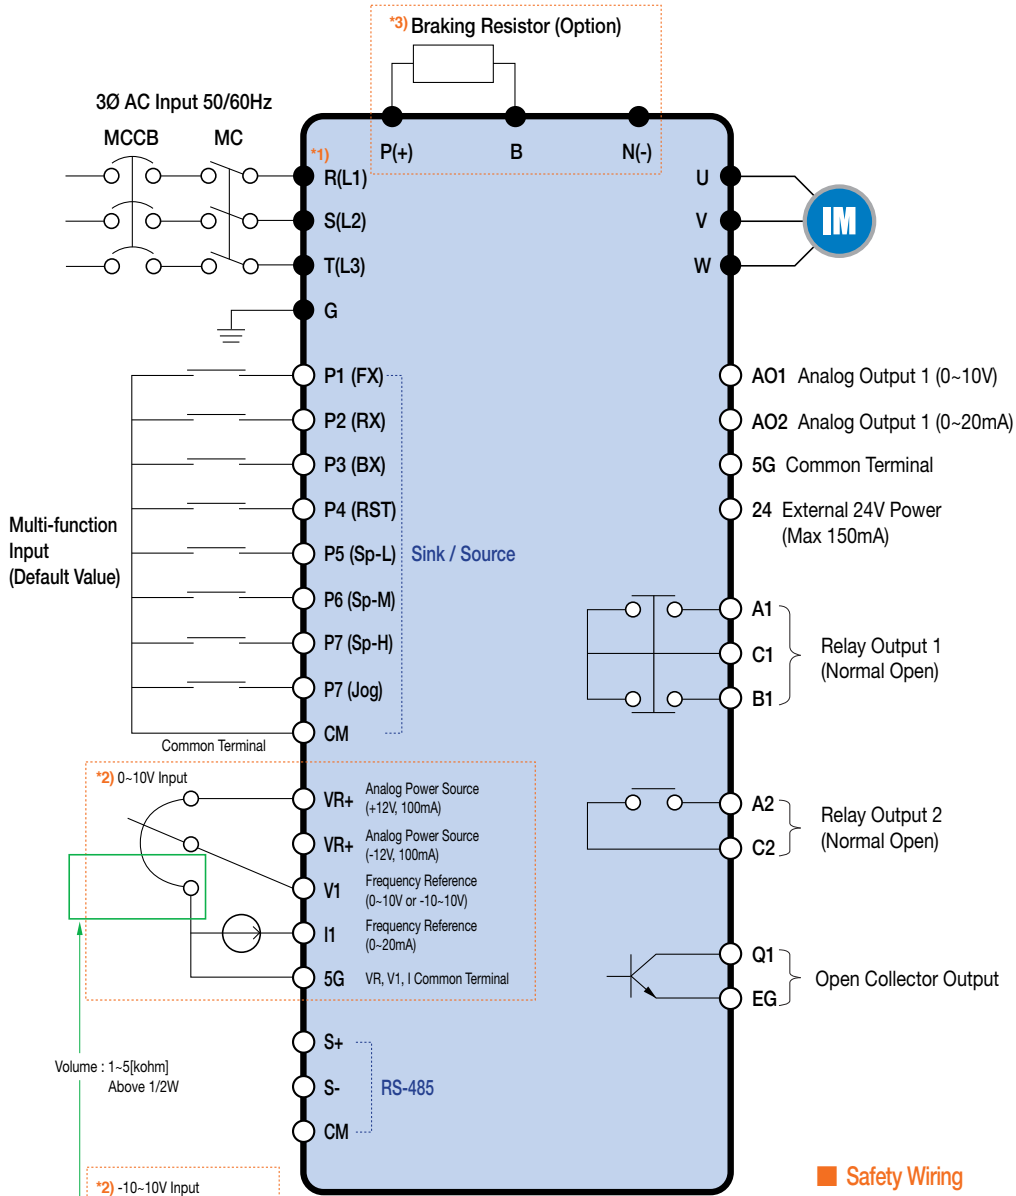 *3) Braking Resistor (Option)
3Ø AC Input 50/60Hz
MCCB MC
*1)
P(+) B N(-)
R(L1)
S(L2)
T(L3)
G
U
V
W
IM
P1 (FX)
P2 (RX)
P3 (BX)
P4 (RST)
P5 (Sp-L)
P6 (Sp-M)
P7 (Sp-H)
P7 (Jog)
CM
Sink / Source
Multi-function
Input
(Default Value)
Common Terminal
AO1 Analog Output 1 (0~10V)
AO2 Analog Output 1 (0~20mA)
5G Common Terminal
24 External 24V Power
(Max 150mA)
A1
C1
B1
Relay Output 1
(Normal Open)
*2) 0~10V Input
VR+ Analog Power Source
(+12V, 100mA)
VR+ Analog Power Source
(-12V, 100mA)
V1 Frequency Reference
(0~10V or -10~10V)
I1 Frequency Reference
(0~20mA)
5G VR, V1, I Common Terminal
A2
C2
Relay Output 2
(Normal Open)
Q1
EG
Open Collector Output
S+
S-
CM
RS-485
Volume : 1~5[kohm]
Above 1/2W
*2) -10~10V Input
■ Safety Wiring